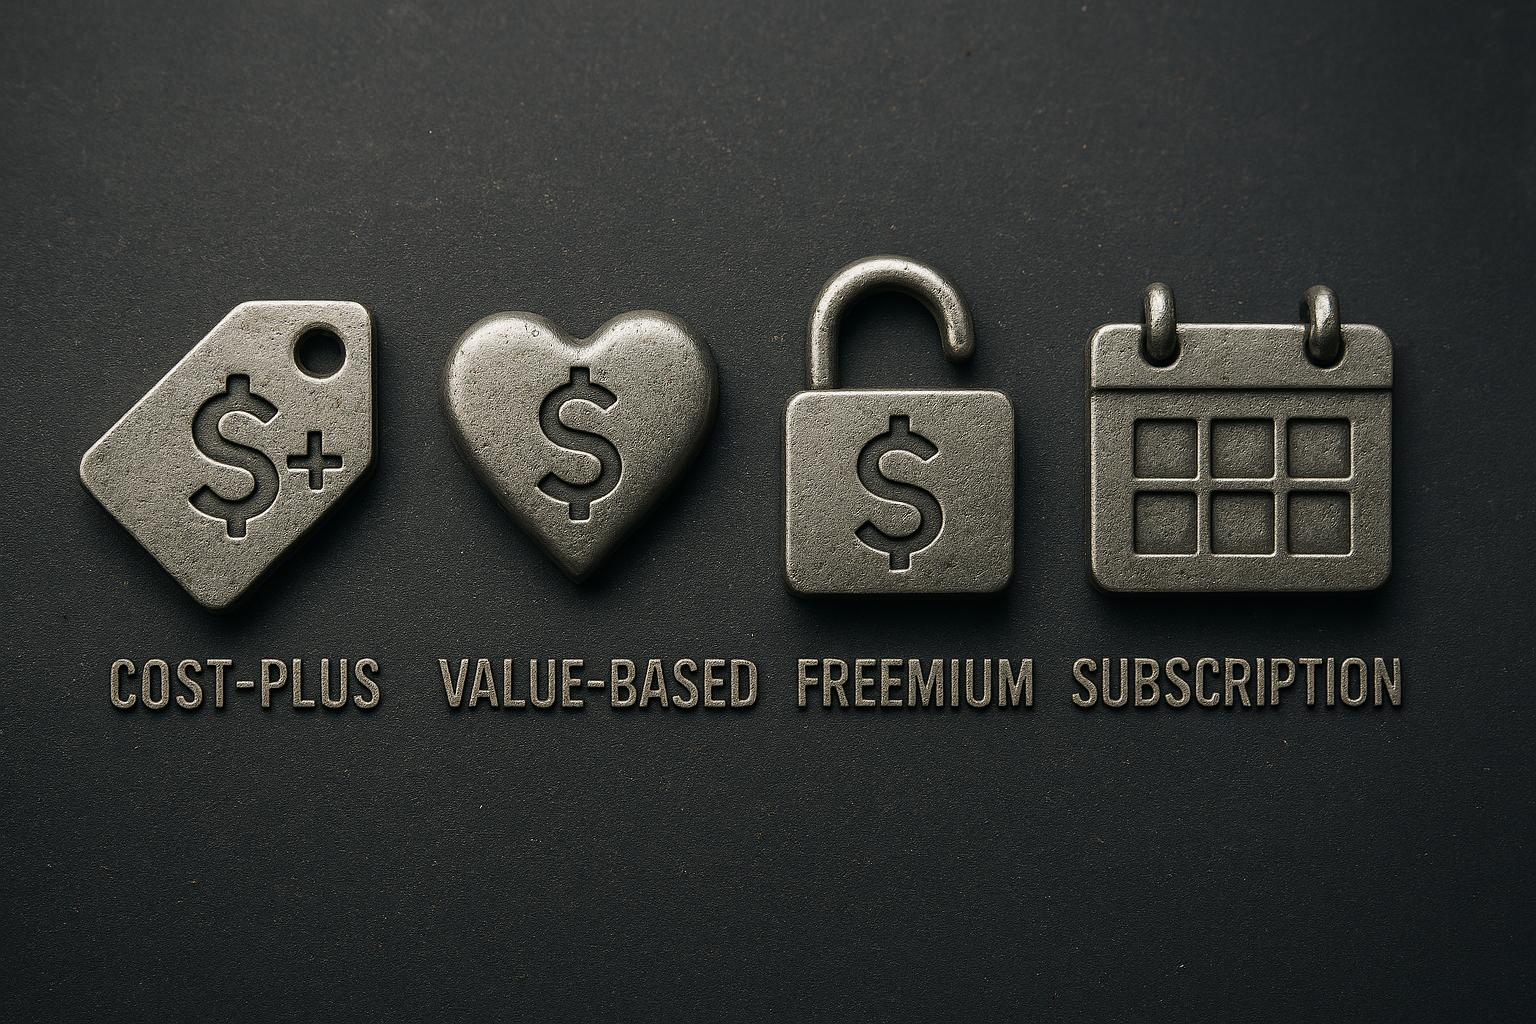 $+
$
$
COST-PLUS VALUE-BASED FREEMIUM SUBSCRIPTION